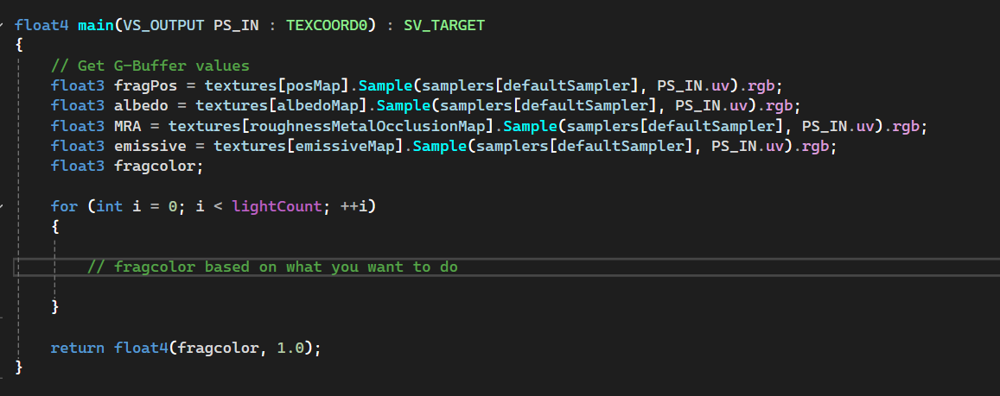 float4 main(VS_OUTPUT PS_IN : TEXCOORD0) : SV_TARGET
{
    // Get G-Buffer values
    float3 fragPos = textures[posMap].Sample(samplers[defaultSampler], PS_IN.uv).rgb;
    float3 albedo = textures[albedoMap].Sample(samplers[defaultSampler], PS_IN.uv).rgb;
    float3 MRA = textures[roughnessMetalOcclusionMap].Sample(samplers[defaultSampler], PS_IN.uv).rgb;
    float3 emissive = textures[emissiveMap].Sample(samplers[defaultSampler], PS_IN.uv).rgb;
    float3 fragcolor;

    for (int i = 0; i < lightCount; ++i)
    {

        // fragcolor based on what you want to do

    }

    return float4(fragcolor, 1.0);
}